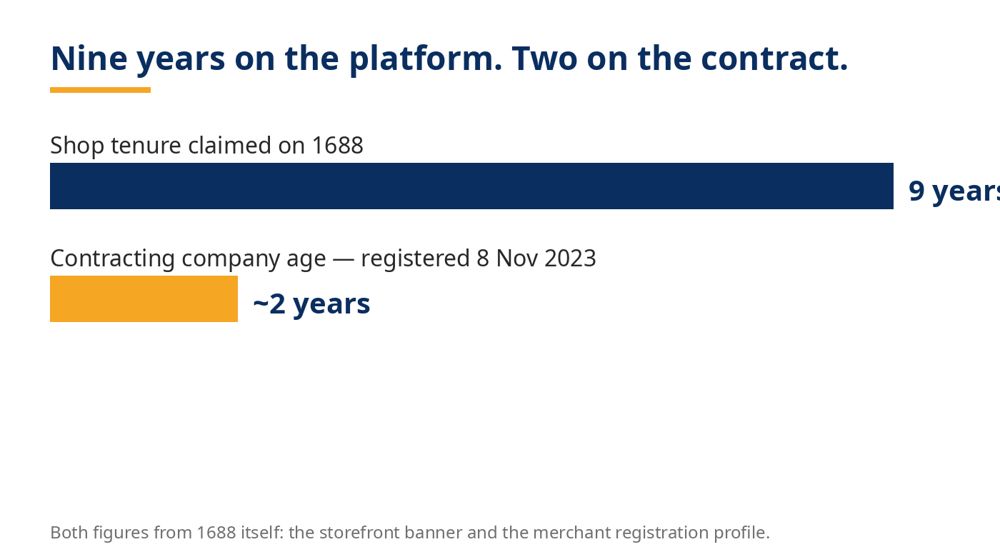 Nine years on the platform. Two on the contract.
Shop tenure claimed on 1688
9 years
Contracting company age — registered 8 Nov 2023
~2 years
Both figures from 1688 itself: the storefront banner and the merchant registration profile.